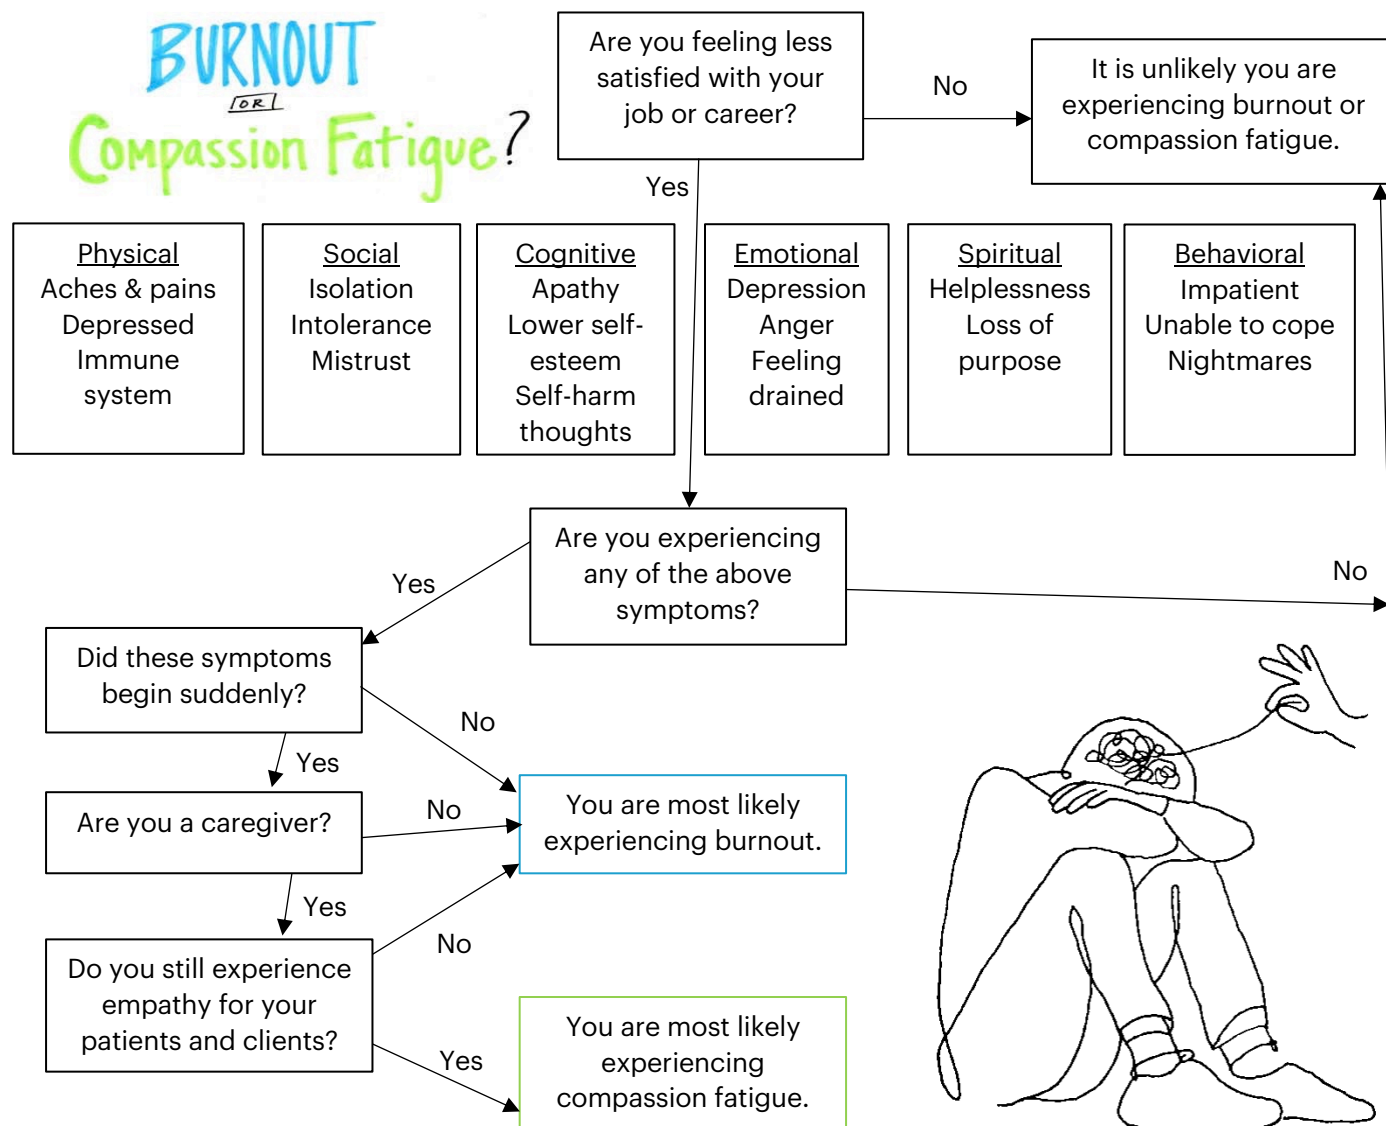 BURNOUT
OR
Compassion Fatigue?
Are you feeling less
satisfied with your
job or career?
No
It is unlikely you are
experiencing burnout or
compassion fatigue.
Yes
Physical
Aches & pains
Depressed
Immune
system
Social
Isolation
Intolerance
Mistrust
Cognitive
Apathy
Lower self-
esteem
Self-harm
thoughts
Emotional
Depression
Anger
Feeling
drained
Spiritual
Helplessness
Loss of
purpose
Behavioral
Impatient
Unable to cope
Nightmares
Are you experiencing
any of the above
symptoms?
Yes
No
Did these symptoms
begin suddenly?
No
Yes
Are you a caregiver?
No
You are most likely
experiencing burnout.
Yes
No
Do you still experience
empathy for your
patients and clients?
Yes
You are most likely
experiencing
compassion fatigue.